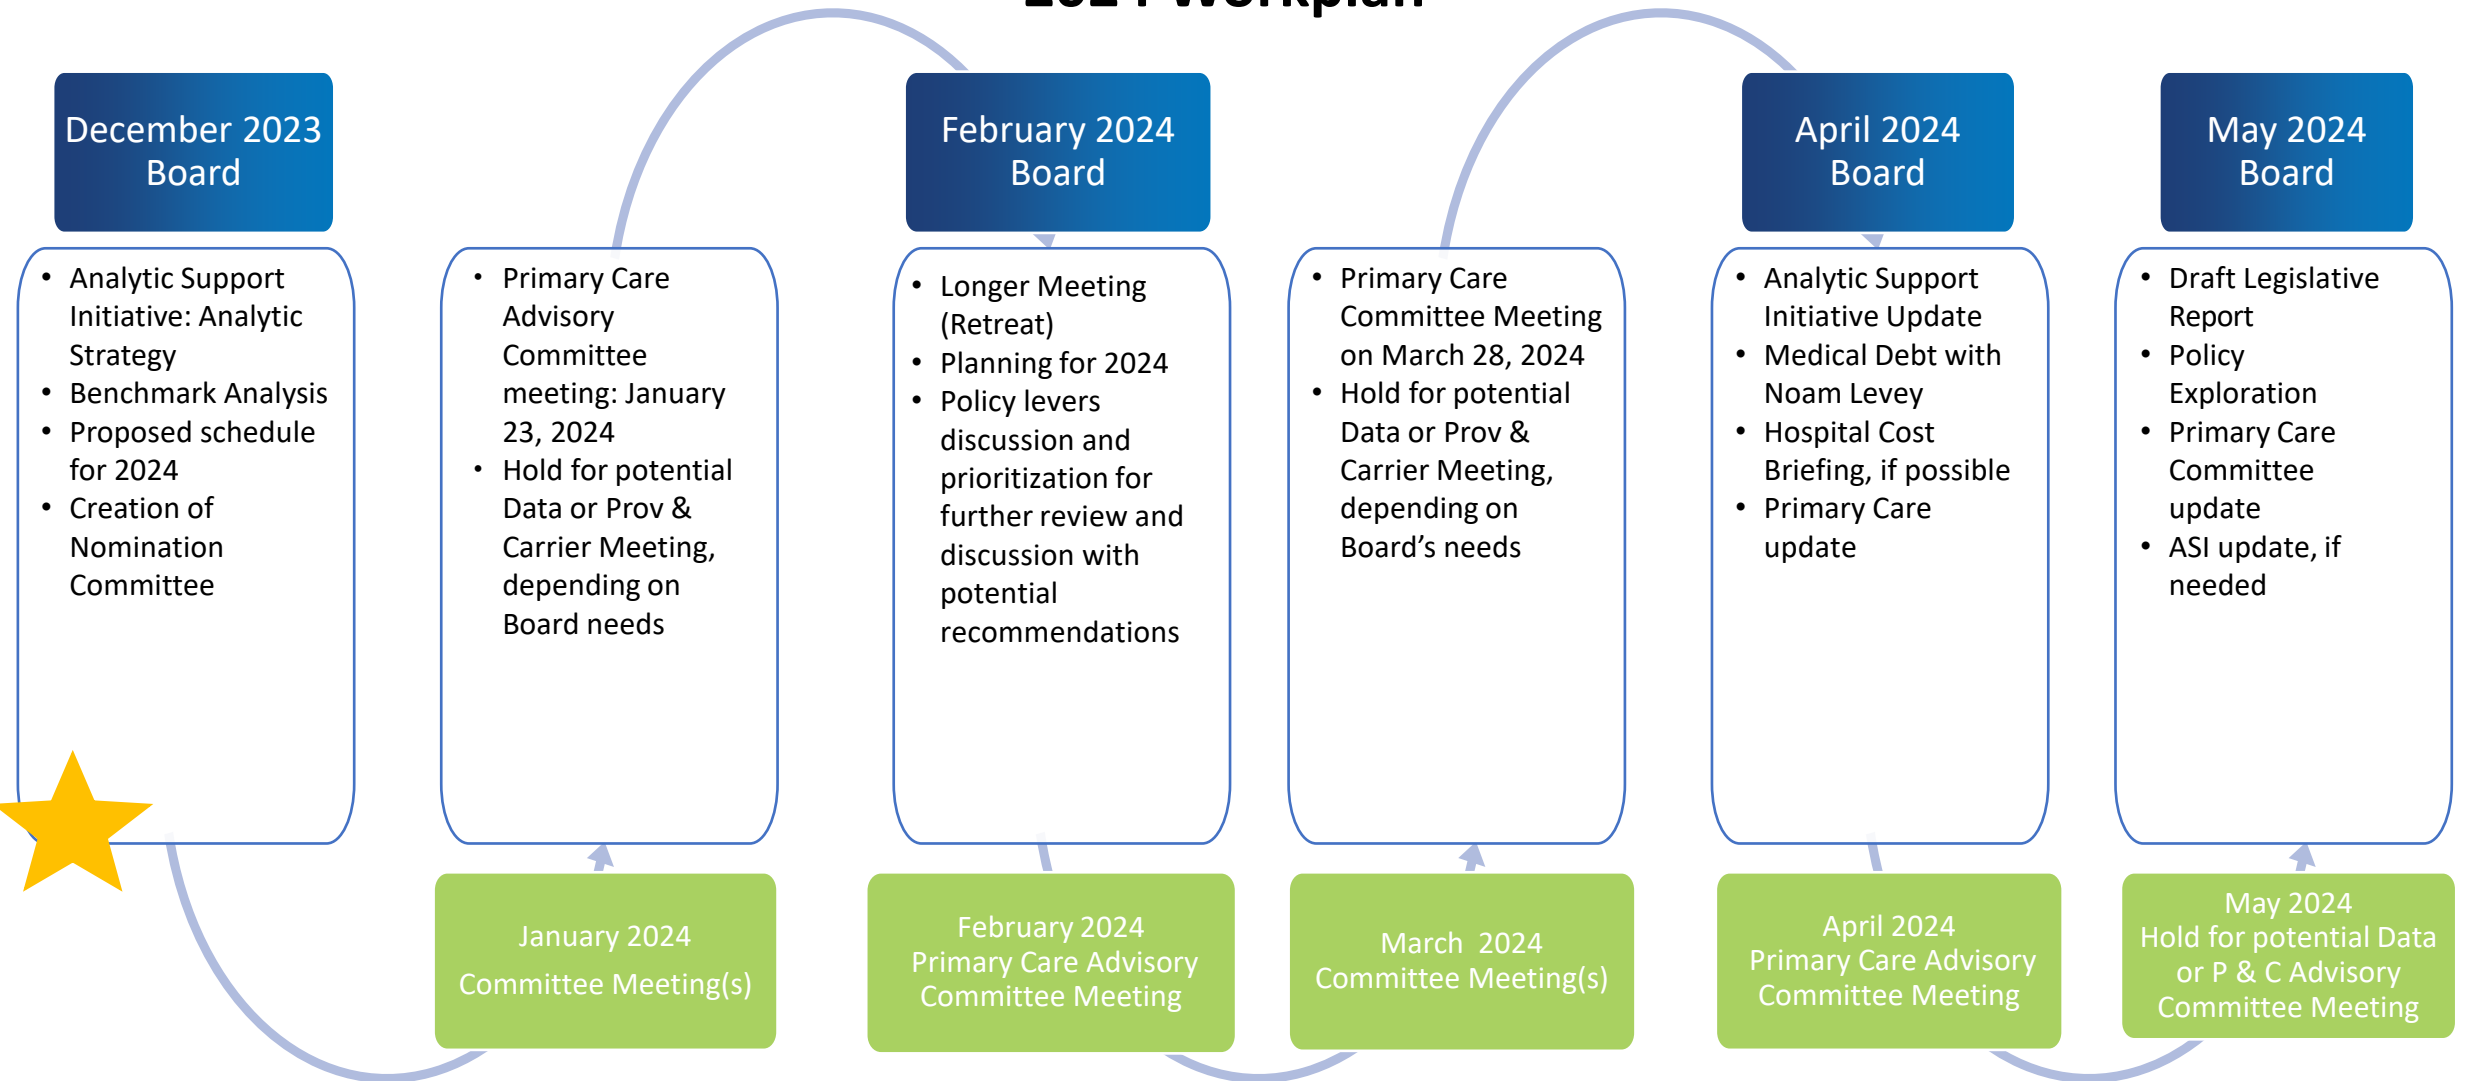 2024 Workplan
December 2023
Board
• Analytic Support
Initiative: Analytic
Strategy
• Benchmark Analysis
• Proposed schedule
for 2024
• Creation of
Nomination
Committee
• Primary Care
Advisory
Committee
meeting: January
23, 2024
• Hold for potential
Data or Prov &
Carrier Meeting,
depending on
Board needs
January 2024
Committee Meeting(s)
February 2024
Board
• Longer Meeting
(Retreat)
• Planning for 2024
• Policy levers
discussion and
prioritization for
further review and
discussion with
potential
recommendations
February 2024
Primary Care Advisory
Committee Meeting
• Primary Care
Committee Meeting
on March 28, 2024
• Hold for potential
Data or Prov &
Carrier Meeting,
depending on
Board’s needs
March 2024
Committee Meeting(s)
April 2024
Board
• Analytic Support
Initiative Update
• Medical Debt with
Noam Levey
• Hospital Cost
Briefing, if possible
• Primary Care
update
April 2024
Primary Care Advisory
Committee Meeting
May 2024
Board
• Draft Legislative
Report
• Policy
Exploration
• Primary Care
Committee
update
• ASI update, if
needed
May 2024
Hold for potential Data
or P & C Advisory
Committee Meeting